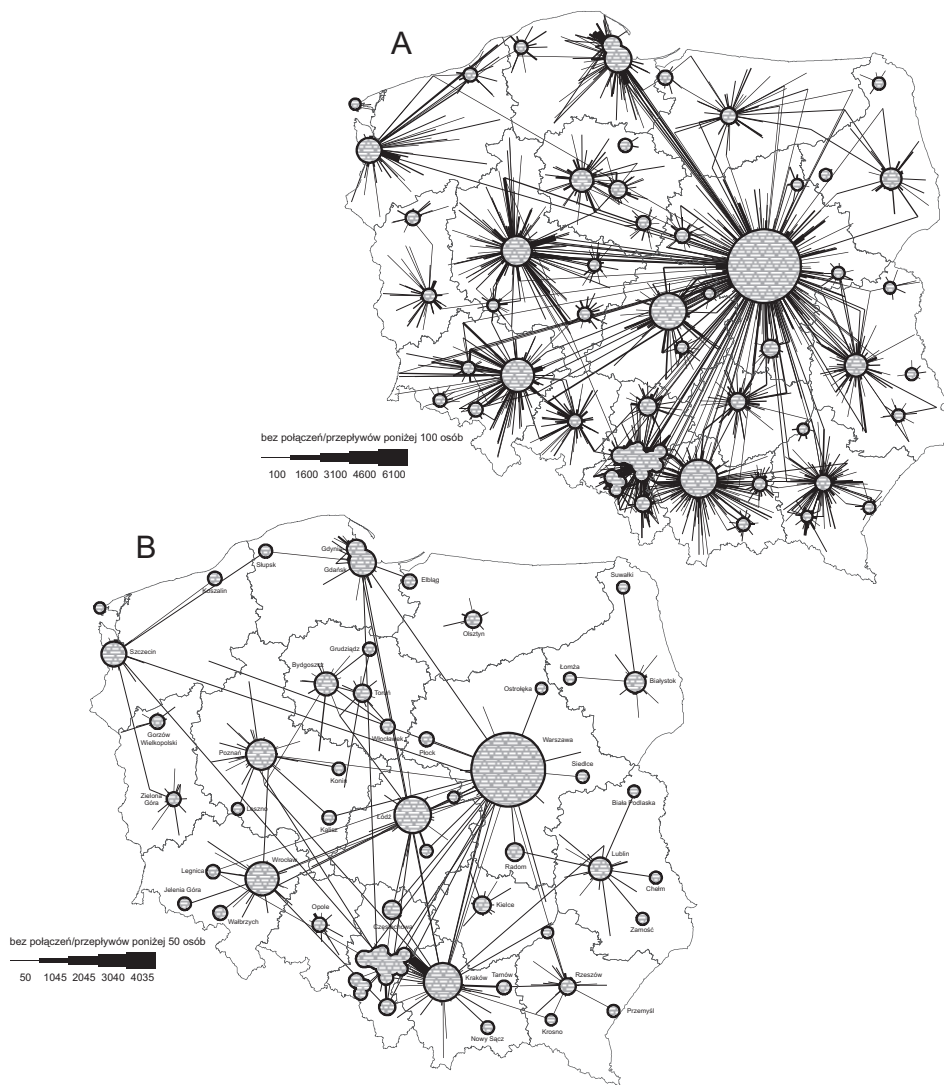 A
bez połączeń/przepływów poniżej 100 osób
100 1600 3100 4600 6100
B
Gdynia
Słupsk
Gdańsk
Elbląg
Suwałki
Koszalin
Olsztyn
Szczecin
Grudziądz
Bydgoszcz
Łomża
Białystok
Toruń
Ostrołęka
Gorzów
Wielkopolski
Włocławek
Warszawa
Poznań
Płock
Siedlce
Konin
Biała Podlaska
Zielona
Góra
Leszno
Kalisz
Łódź
Radom
Lublin
Wrocław
Legnica
Chełm
Jelenia Góra
Wałbrzych
Opole
Kielce
Częstochowa
Zamość
bez połączeń/przepływów poniżej 50 osób
50 1045 2045 3040 4035
Kraków
Tarnów
Rzeszów
Przemyśl
Krosno
Nowy Sącz